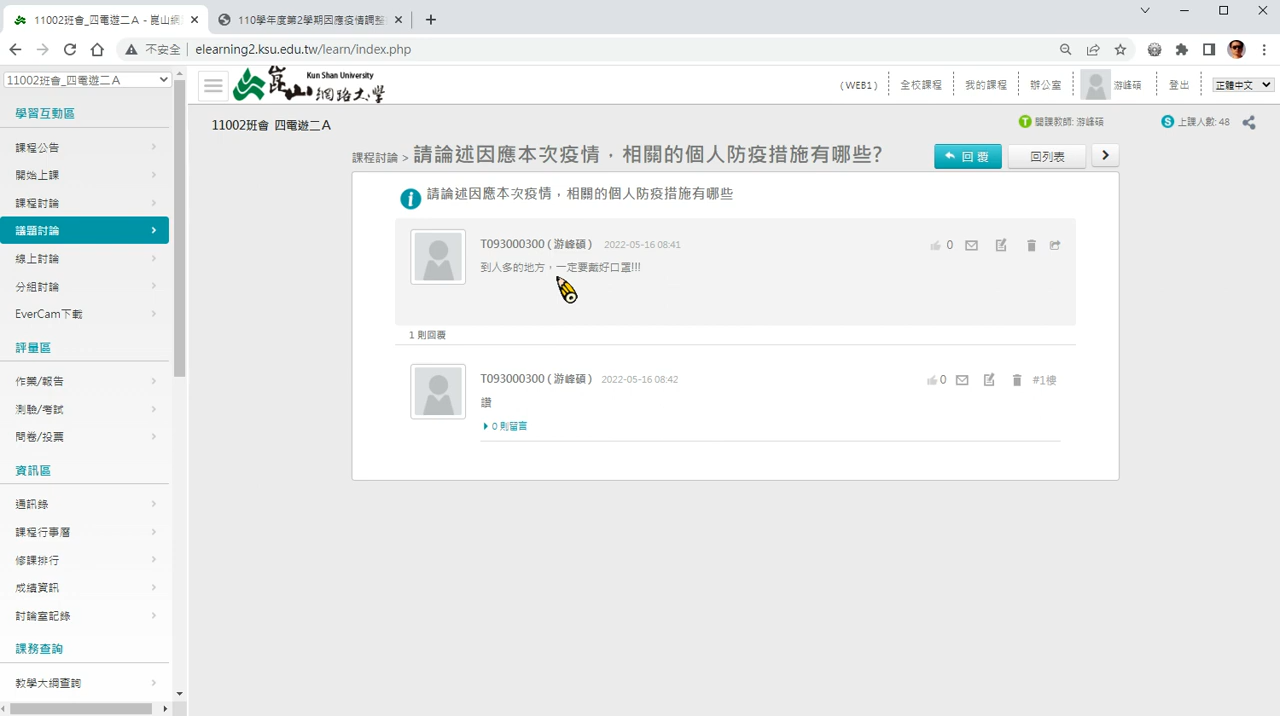 11002班會_四電遊二A - 崑山網
110學年度第2學期因應疫情調整
不安全 elearning2.ksu.edu.tw/learn/index.php
11002班會_四電遊二A
崑山 Kun Shan University 網路大學
(WEB1) 全校課程 我的課程 辦公室 游峰碩 登出 正體中文
學習互動區
課程公告
開始上課
課程討論
議題討論
線上討論
分組討論
EverCam下載
評量區
作業/報告
測驗/考試
問卷/投票
資訊區
通訊錄
課程行事曆
修課排行
成績資訊
討論室記錄
課務查詢
教學大綱查詢
11002班會 四電遊二A
T 開課教師: 游峰碩 S 上課人數: 48
課程討論 > 請論述因應本次疫情，相關的個人防疫措施有哪些?
回覆 回列表
請論述因應本次疫情，相關的個人防疫措施有哪些
T093000300 ( 游峰碩 ) 2022-05-16 08:41 0
到人多的地方，一定要戴好口罩!!!
1 則回覆
T093000300 ( 游峰碩 ) 2022-05-16 08:42 0 #1樓
讚
0 則留言